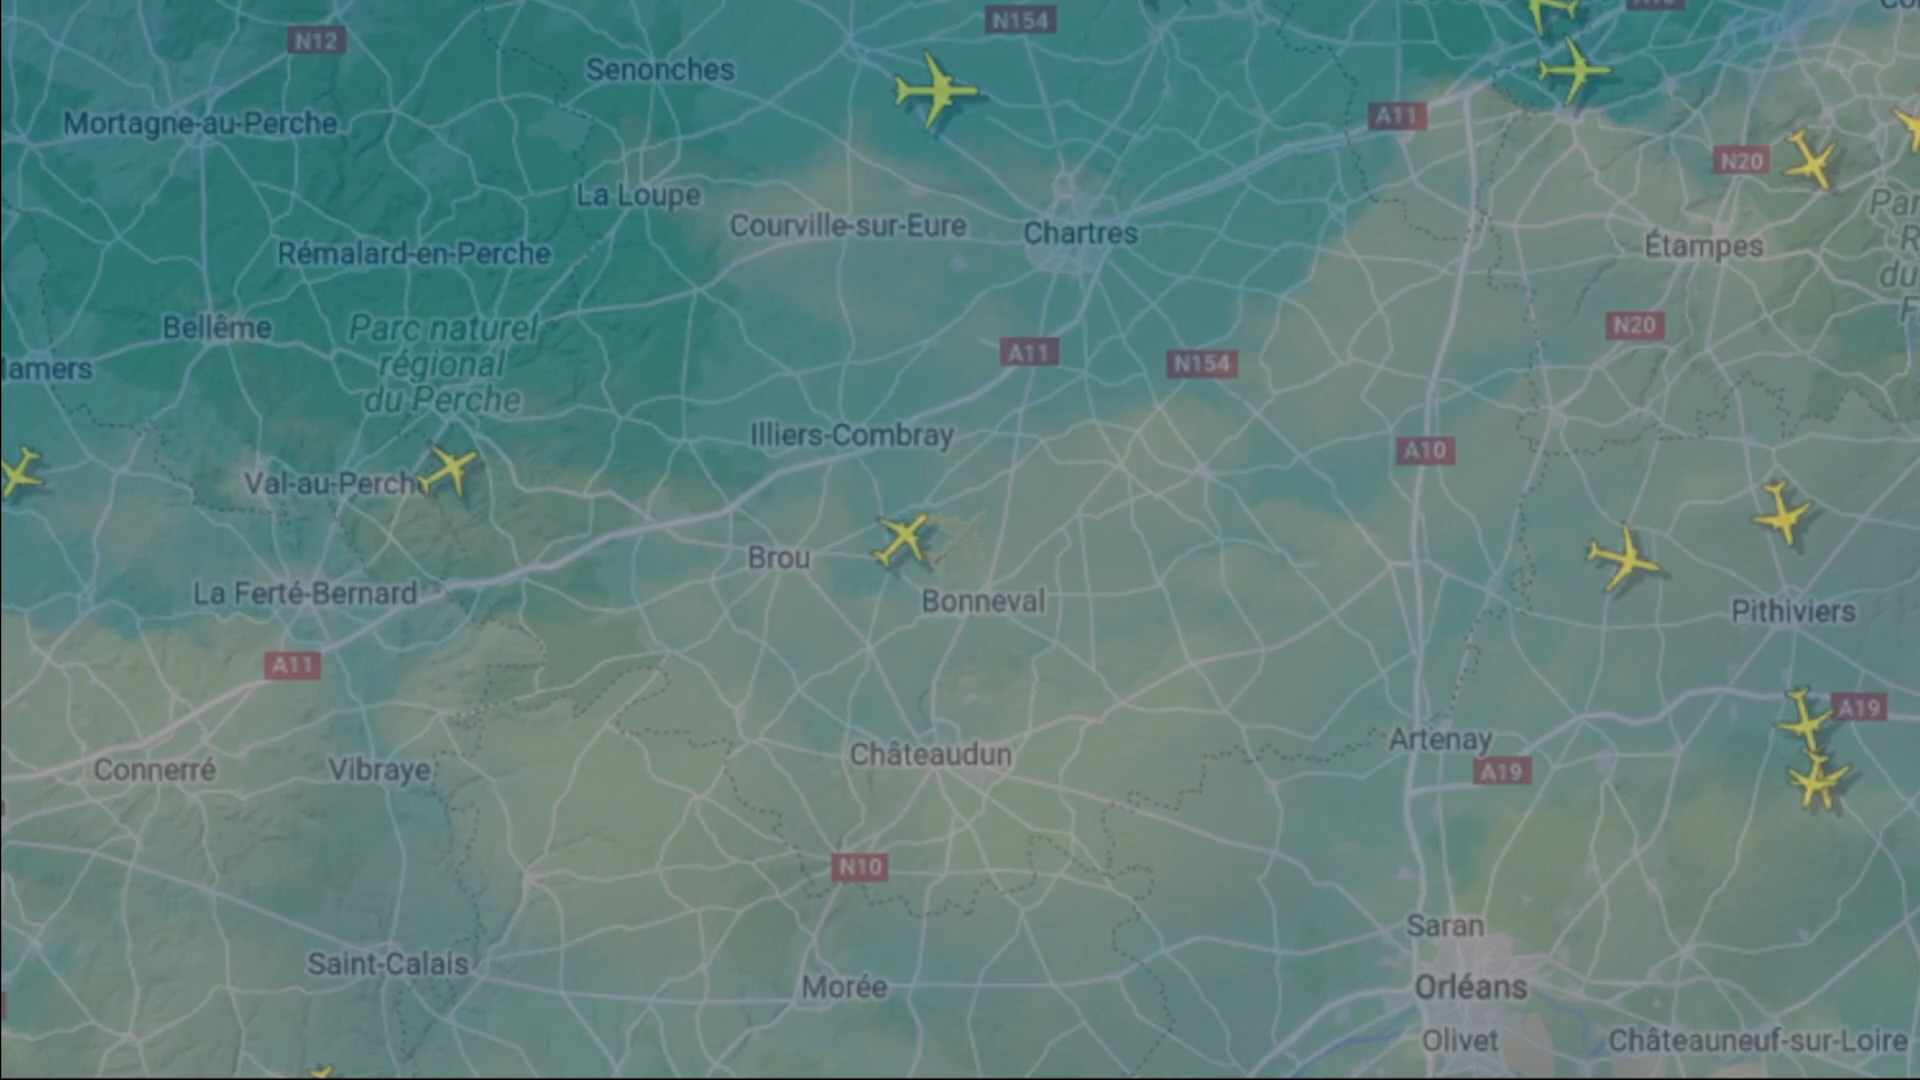 N154
N12
Senonches
Mortagne-au-Perche
A11
N20
La Loupe
Courville-sur-Eure
Chartres
Étampes
Rémalard-en-Perche
du
Bellême
Parc naturel
régional
du Perche
N20
A11
N154
Illiers-Combray
A10
Val-au-Perche
Brou
La Ferté-Bernard
Bonneval
Pithiviers
A11
A19
Artenay
Châteaudun
Connerré
Vibraye
A19
N10
Saran
Saint-Calais
Morée
Orléans
Olivet
Châteauneuf-sur-Loire